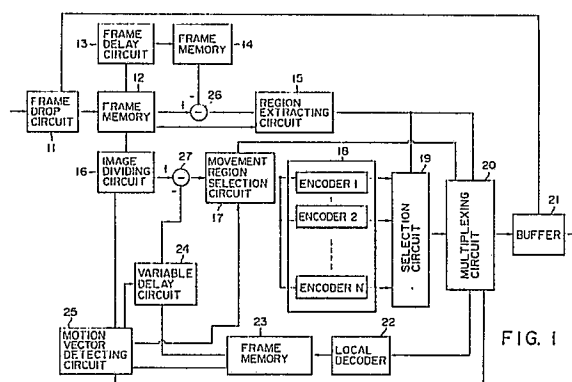 13
FRAME
DELAY
CIRCUIT
FRAME
MEMORY
14
12
15
FRAME
DROP
CIRCUIT
11
FRAME
MEMORY
1
-
26
REGION
EXTRACTING
CIRCUIT
16
IMAGE
DIVIDING
CIRCUIT
1
-
27
MOVEMENT
REGION
SELECTION
CIRCUIT
17
18
ENCODER 1
ENCODER 2
ENCODER N
19
SELECTION
CIRCUIT
20
MULTIPLEXING
CIRCUIT
21
BUFFER
24
VARIABLE
DELAY
CIRCUIT
25
MOTION
VECTOR
DETECTING
CIRCUIT
23
FRAME
MEMORY
22
LOCAL
DECODER
FIG. 1